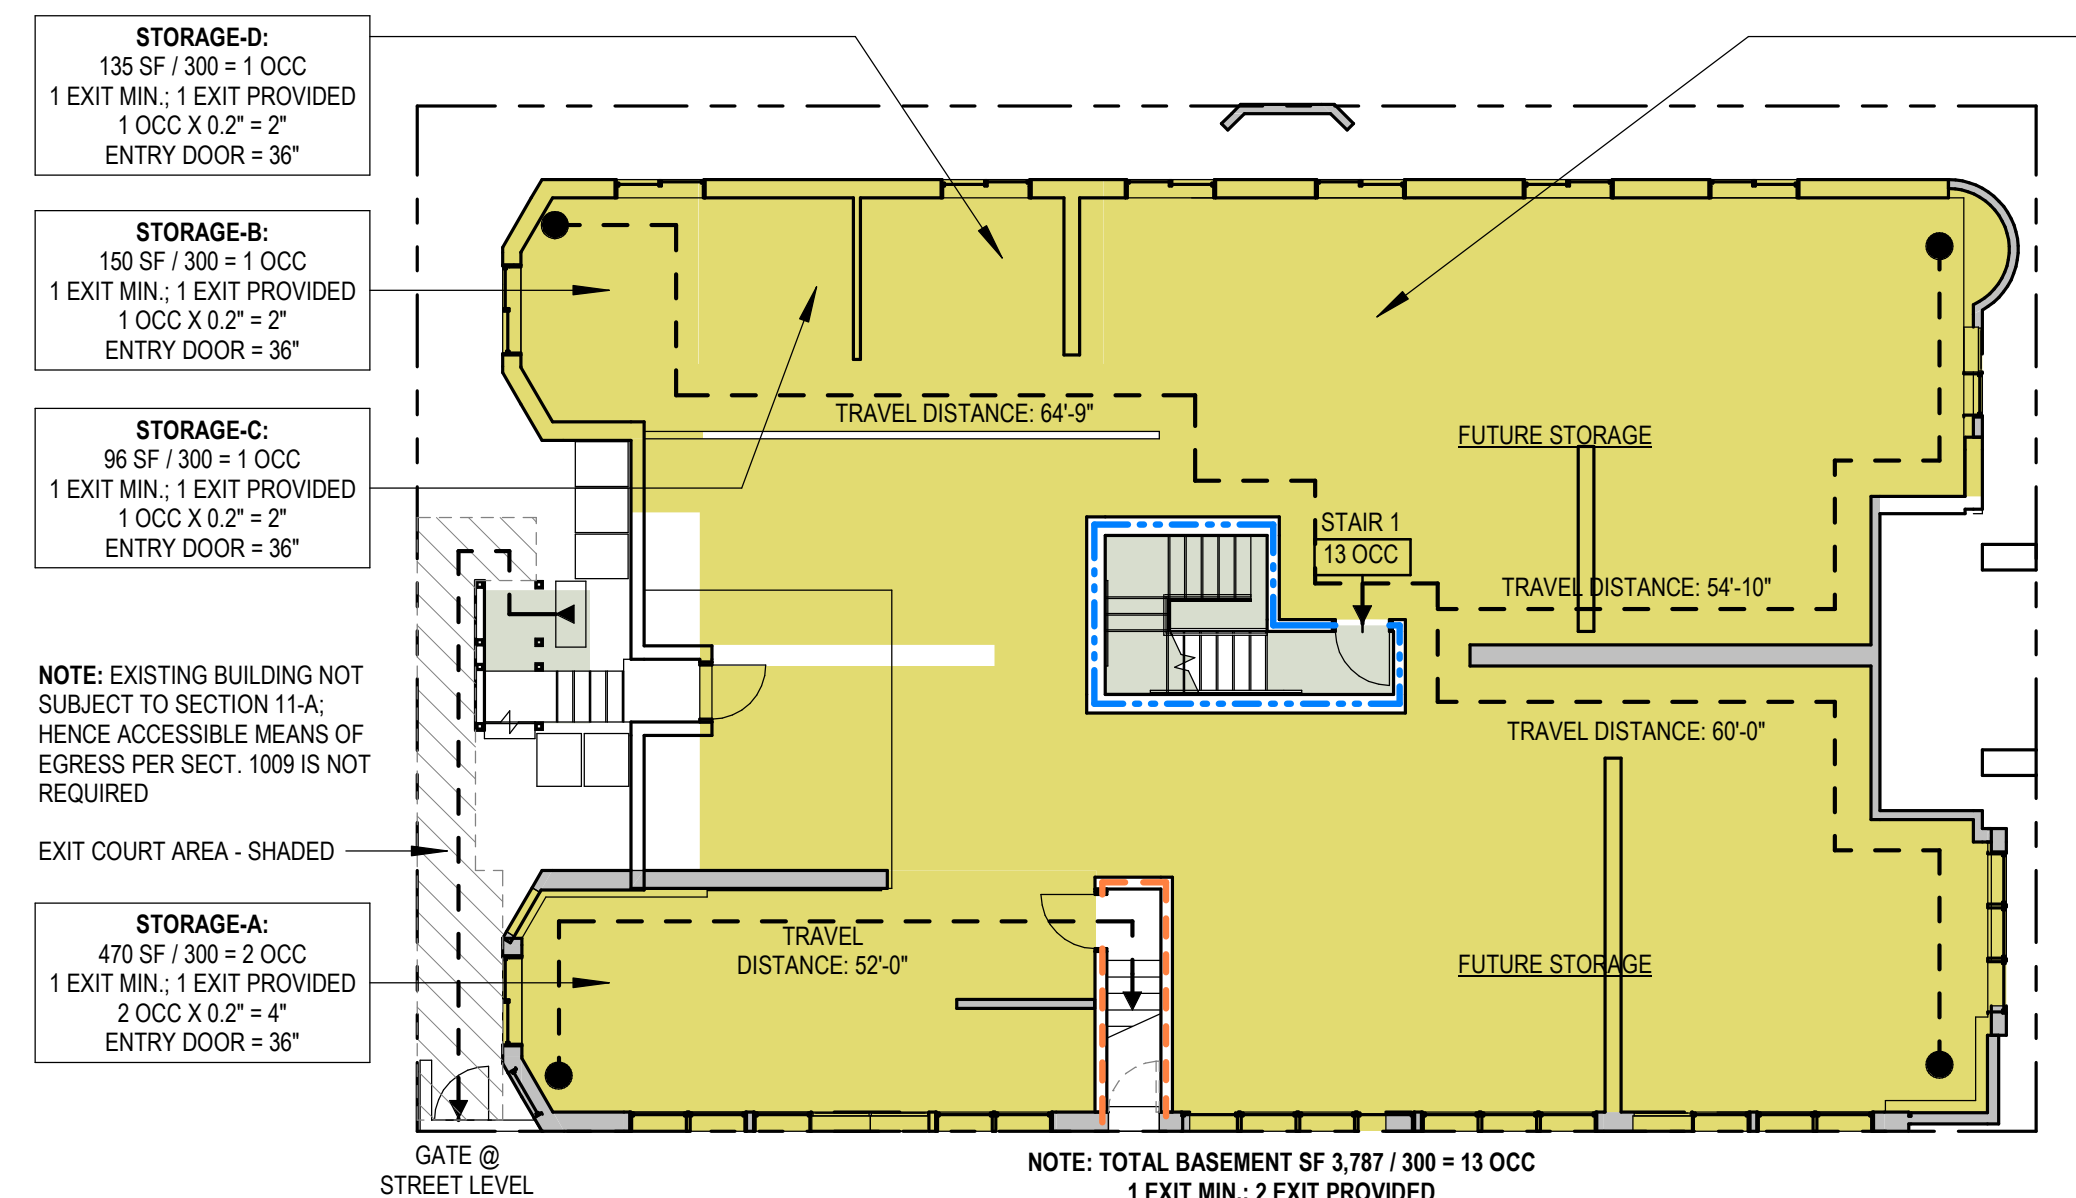 STORAGE-D:
135 SF / 300 = 1 OCC
1 EXIT MIN.; 1 EXIT PROVIDED
1 OCC X 0.2" = 2"
ENTRY DOOR = 36"
STORAGE-B:
150 SF / 300 = 1 OCC
1 EXIT MIN.; 1 EXIT PROVIDED
1 OCC X 0.2" = 2"
ENTRY DOOR = 36"
STORAGE-C:
96 SF / 300 = 1 OCC
1 EXIT MIN.; 1 EXIT PROVIDED
1 OCC X 0.2" = 2"
ENTRY DOOR = 36"
NOTE: EXISTING BUILDING NOT
SUBJECT TO SECTION 11-A;
HENCE ACCESSIBLE MEANS OF
EGRESS PER SECT. 1009 IS NOT
REQUIRED
EXIT COURT AREA - SHADED
STORAGE-A:
470 SF / 300 = 2 OCC
1 EXIT MIN.; 1 EXIT PROVIDED
2 OCC X 0.2" = 4"
ENTRY DOOR = 36"
TRAVEL DISTANCE: 64'-9"
FUTURE STORAGE
STAIR 1
13 OCC
TRAVEL DISTANCE: 54'-10"
TRAVEL DISTANCE: 60'-0"
TRAVEL
DISTANCE: 52'-0"
FUTURE STORAGE
GATE @
STREET LEVEL
NOTE: TOTAL BASEMENT SF 3,787 / 300 = 13 OCC
1 EXIT MIN.; 2 EXIT PROVIDED